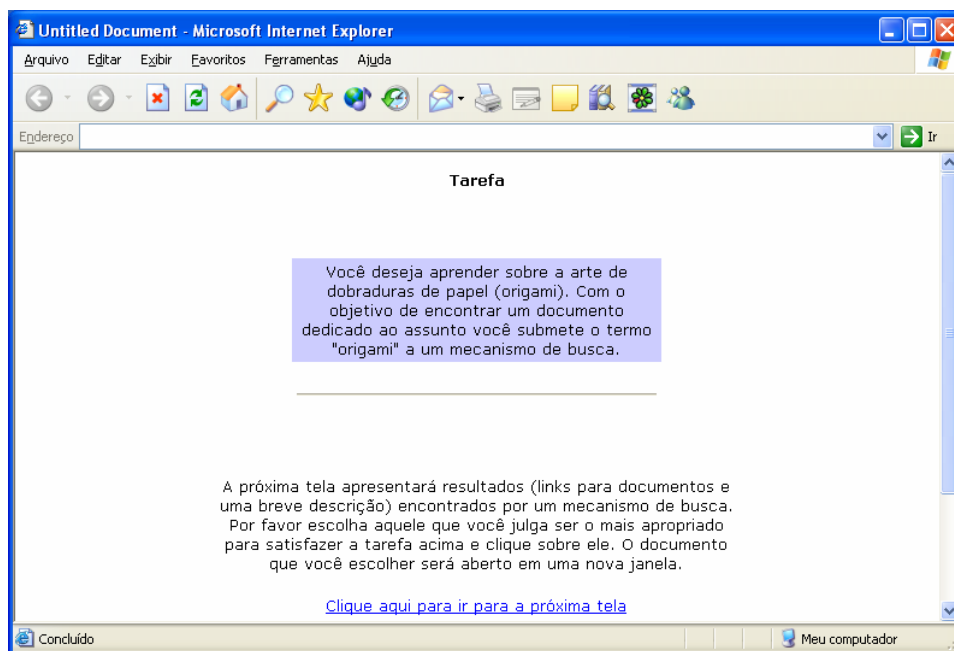 Untitled Document - Microsoft Internet Explorer
Arquivo Editar Exibir Favoritos Ferramentas Ajuda
Endereço Ir
Tarefa
Você deseja aprender sobre a arte de
dobraduras de papel (origami). Com o
objetivo de encontrar um documento
dedicado ao assunto você submete o termo
"origami" a um mecanismo de busca.
A próxima tela apresentará resultados (links para documentos e
uma breve descrição) encontrados por um mecanismo de busca.
Por favor escolha aquele que você julga ser o mais apropriado
para satisfazer a tarefa acima e clique sobre ele. O documento
que você escolher será aberto em uma nova janela.
Clique aqui para ir para a próxima tela
Concluído Meu computador